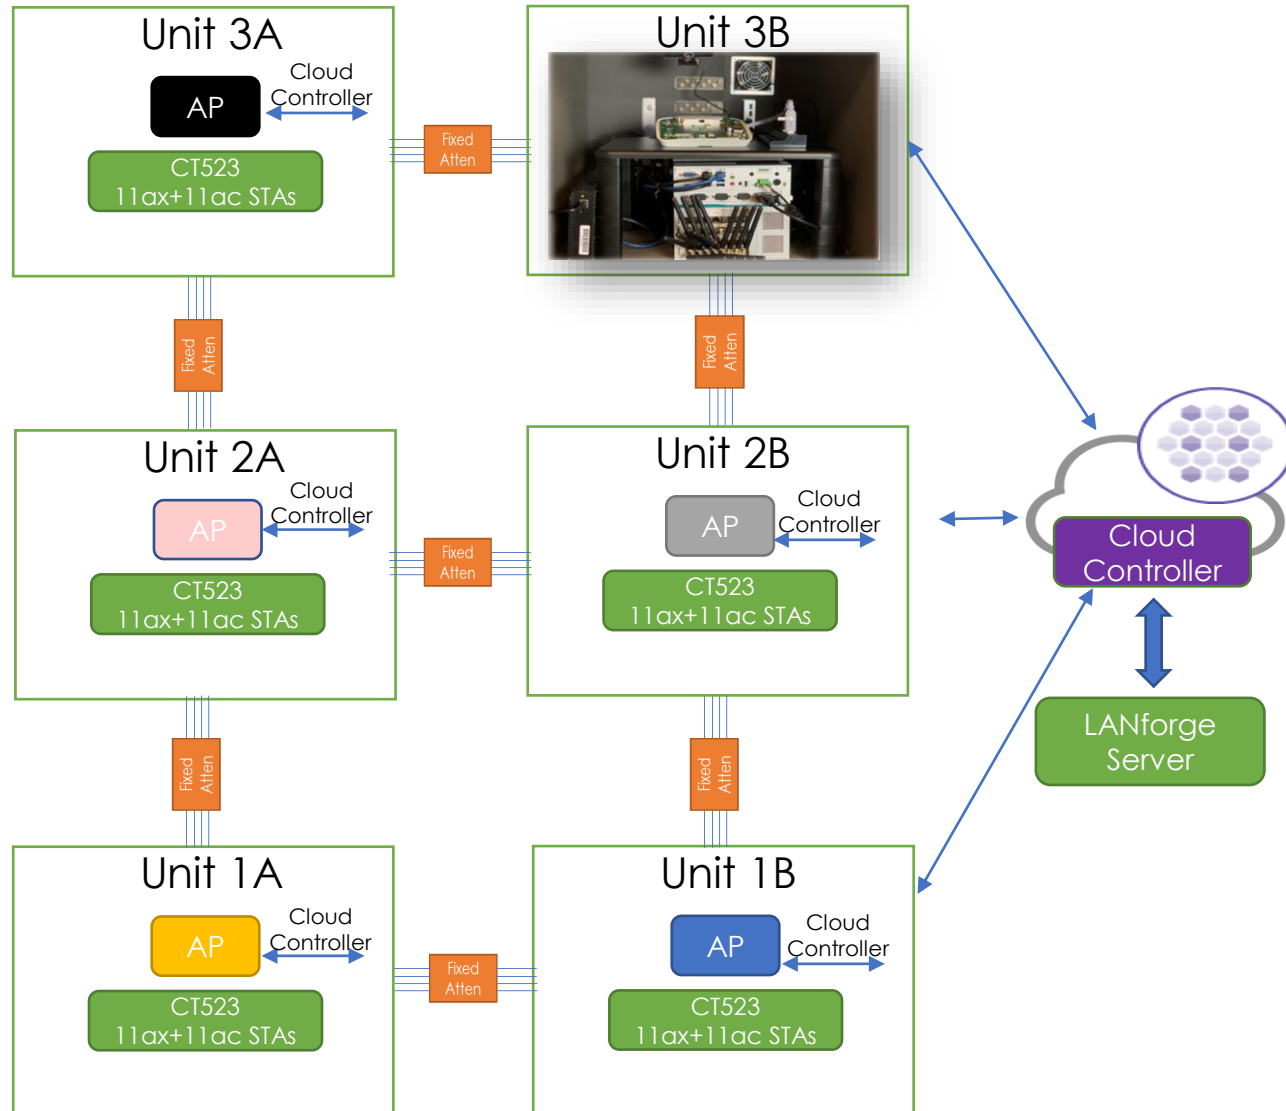 Unit 3A
AP
Cloud
Controller
CT523
11ax+11ac STAs
Fixed
Atten
Unit 3B
Fixed
Atten
Fixed
Atten
Unit 2A
AP
Cloud
Controller
CT523
11ax+11ac STAs
Fixed
Atten
Unit 2B
AP
Cloud
Controller
CT523
11ax+11ac STAs
Cloud
Controller
LANforge
Server
Fixed
Atten
Fixed
Atten
Unit 1A
AP
Cloud
Controller
CT523
11ax+11ac STAs
Fixed
Atten
Unit 1B
AP
Cloud
Controller
CT523
11ax+11ac STAs